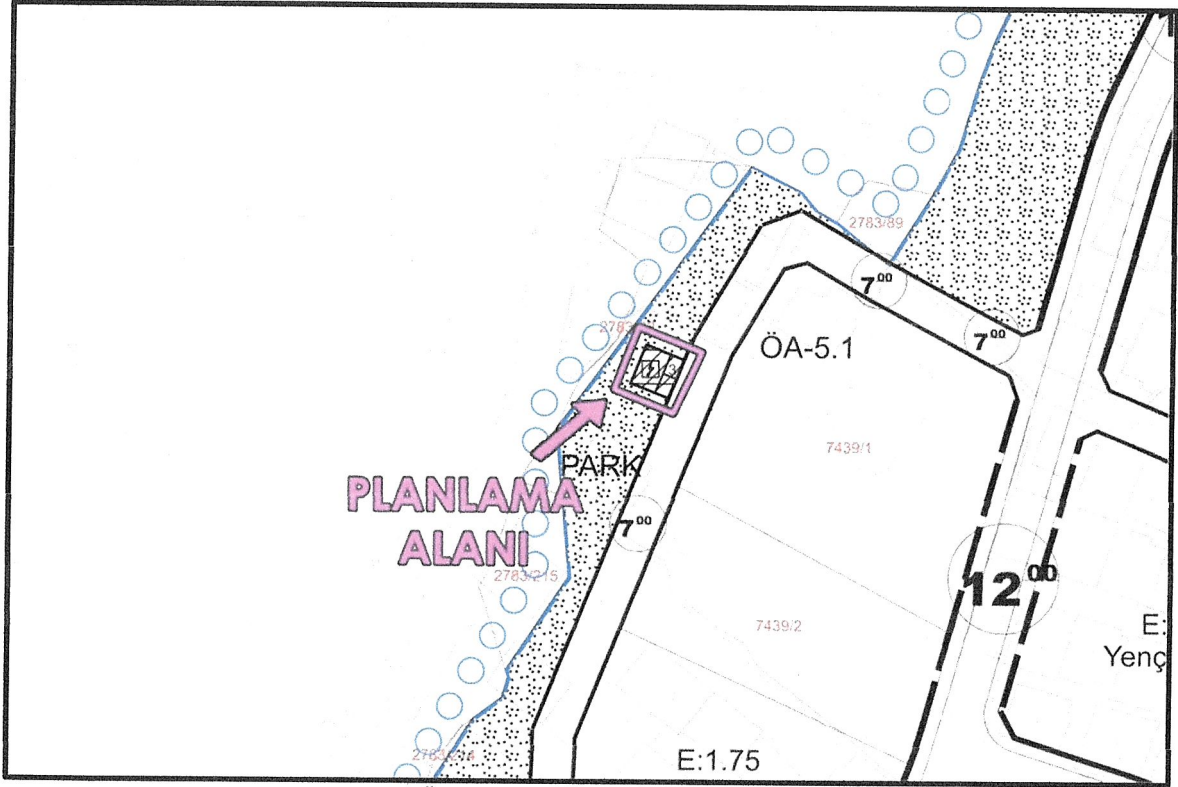 2783/89
7⁰⁰
7⁰⁰
ÖA-5.1
7439/1
PARK
PLANLAMA
ALANI
7⁰⁰
2783/215
12⁰⁰
7439/2
E:
Yenç
E:1.75